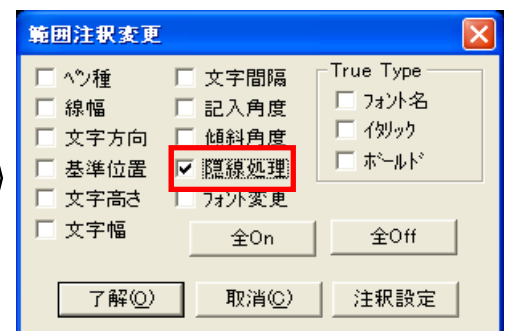 範囲注釈変更
ペン種
線幅
文字方向
基準位置
文字高さ
文字幅
文字間隔
記入角度
傾斜角度
隠線処理
フォント変更
True Type
フォント名
イタリック
ボールド
全On
全Off
了解(O)
取消(C)
注釈設定